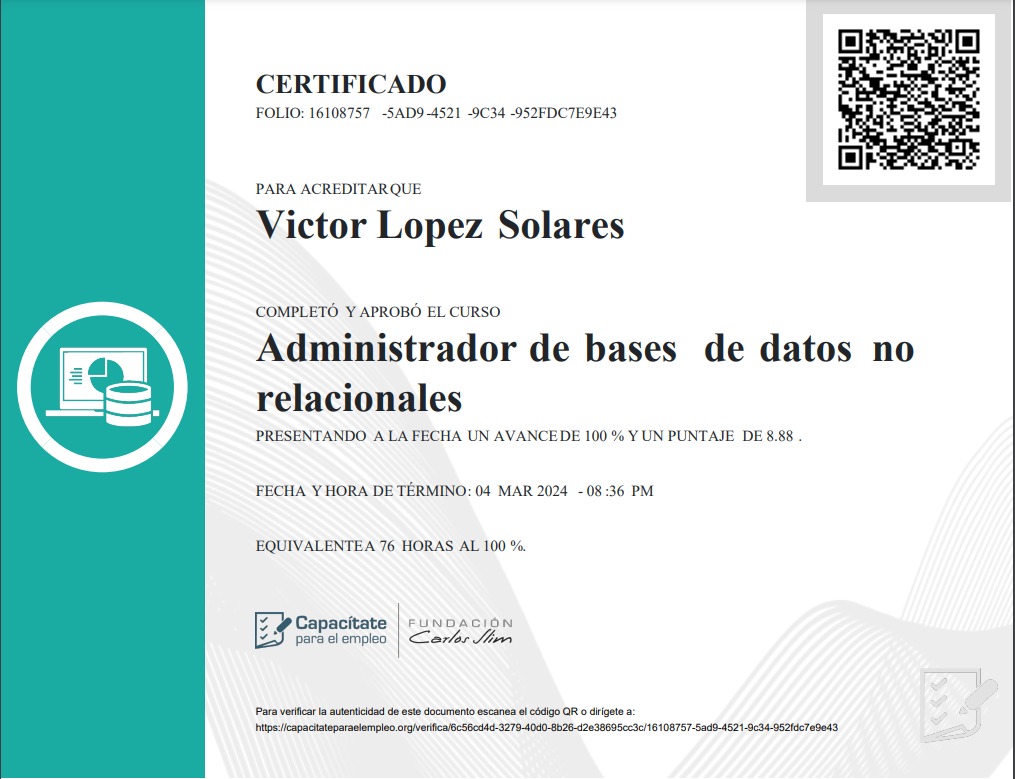 CERTIFICADO
FOLIO: 16108757 -5AD9 -4521 -9C34 -952FDC7E9E43
PARA ACREDITAR QUE
Victor Lopez Solares
COMPLETÓ Y APROBÓ EL CURSO
Administrador de bases de datos no
relacionales
PRESENTANDO A LA FECHA UN AVANCE DE 100 % Y UN PUNTAJE DE 8.88 .
FECHA Y HORA DE TÉRMINO: 04 MAR 2024 - 08 :36 PM
EQUIVALENTE A 76 HORAS AL 100 %.
Capacítate
para el empleo
FUNDACIÓN
Carlos Slim
Para verificar la autenticidad de este documento escanea el código QR o dirígete a:
https://capacitateparaelempleo.org/verifica/6c56cd4d-3279-40d0-8b26-d2e38695cc3c/16108757-5ad9-4521-9c34-952fdc7e9e43